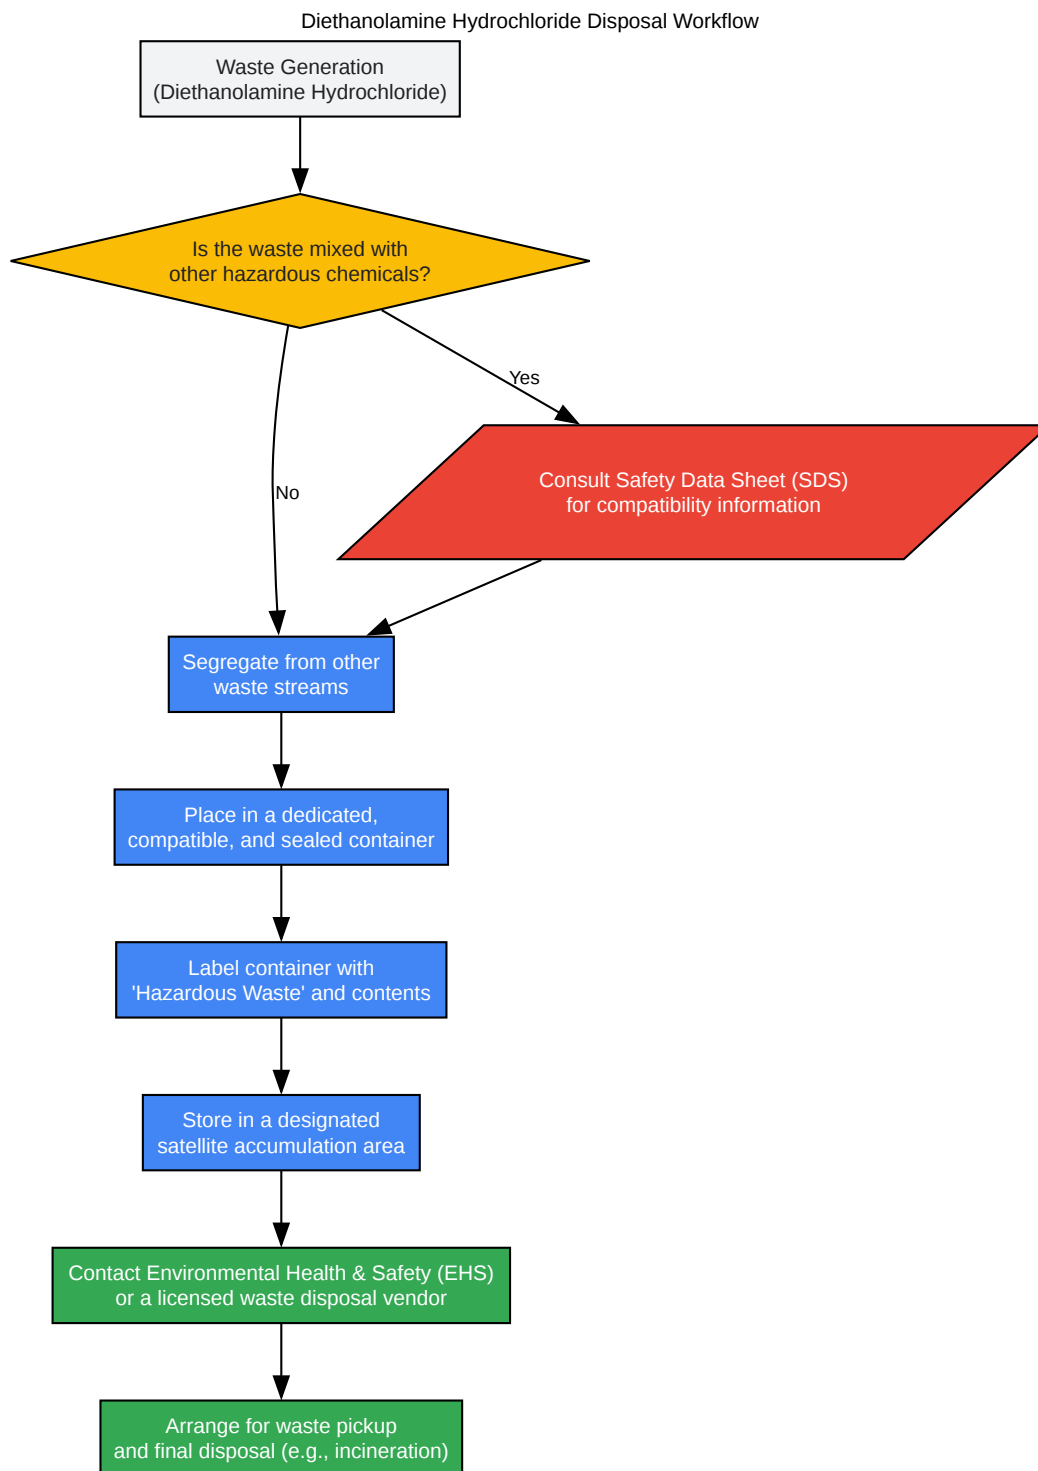 Diethanolamine Hydrochloride Disposal Workflow
Waste Generation
(Diethanolamine Hydrochloride)
Is the waste mixed with
other hazardous chemicals?
Yes
Consult Safety Data Sheet (SDS)
for compatibility information
No
Segregate from other
waste streams
Place in a dedicated,
compatible, and sealed container
Label container with
'Hazardous Waste' and contents
Store in a designated
satellite accumulation area
Contact Environmental Health & Safety (EHS)
or a licensed waste disposal vendor
Arrange for waste pickup
and final disposal (e.g., incineration)